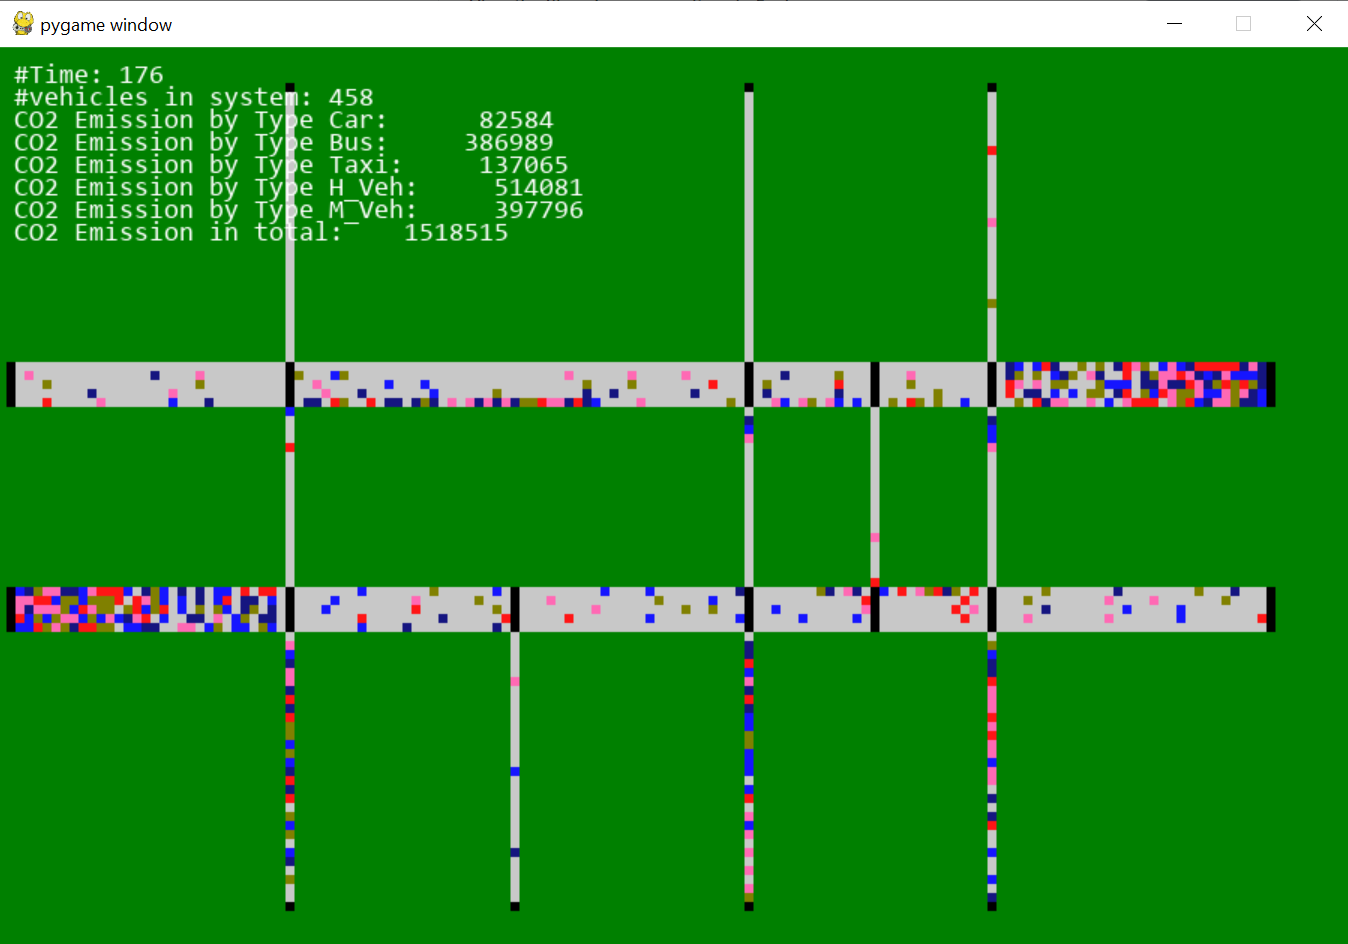 pygame window
#Time: 176
#vehicles in system: 458
CO2 Emission by Type Car: 82584
CO2 Emission by Type Bus: 386989
CO2 Emission by Type Taxi: 137065
CO2 Emission by Type H_Veh: 514081
CO2 Emission by Type M_Veh: 397796
CO2 Emission in total: 1518515